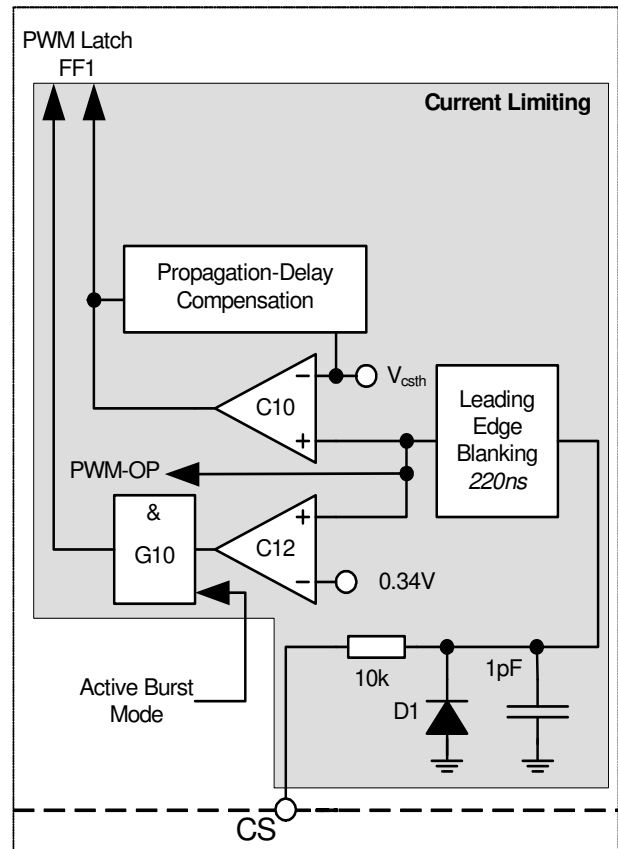 PWM Latch
FF1
Current Limiting
Propagation-Delay
Compensation
Vcsth
C10
Leading
Edge
Blanking
220ns
PWM-OP
&
G10
C12
0.34V
10k
1pF
Active Burst
Mode
D1
CS